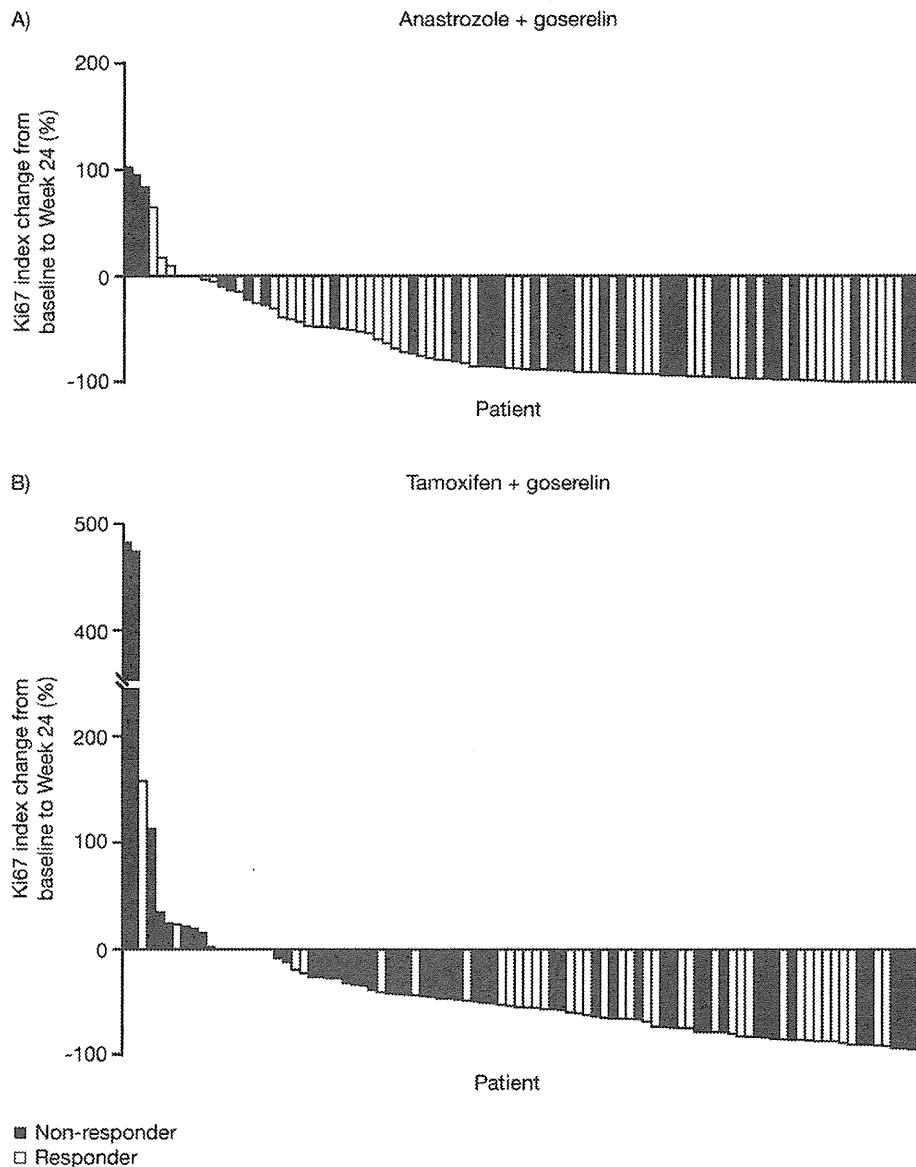 A)
Anastrozole + goserelin
Ki67 index change from
baseline to Week 24 (%)
200
100
0
-100
Patient
B)
Tamoxifen + goserelin
Ki67 index change from
baseline to Week 24 (%)
500
400
200
100
0
-100
Patient
Non-responder
Responder